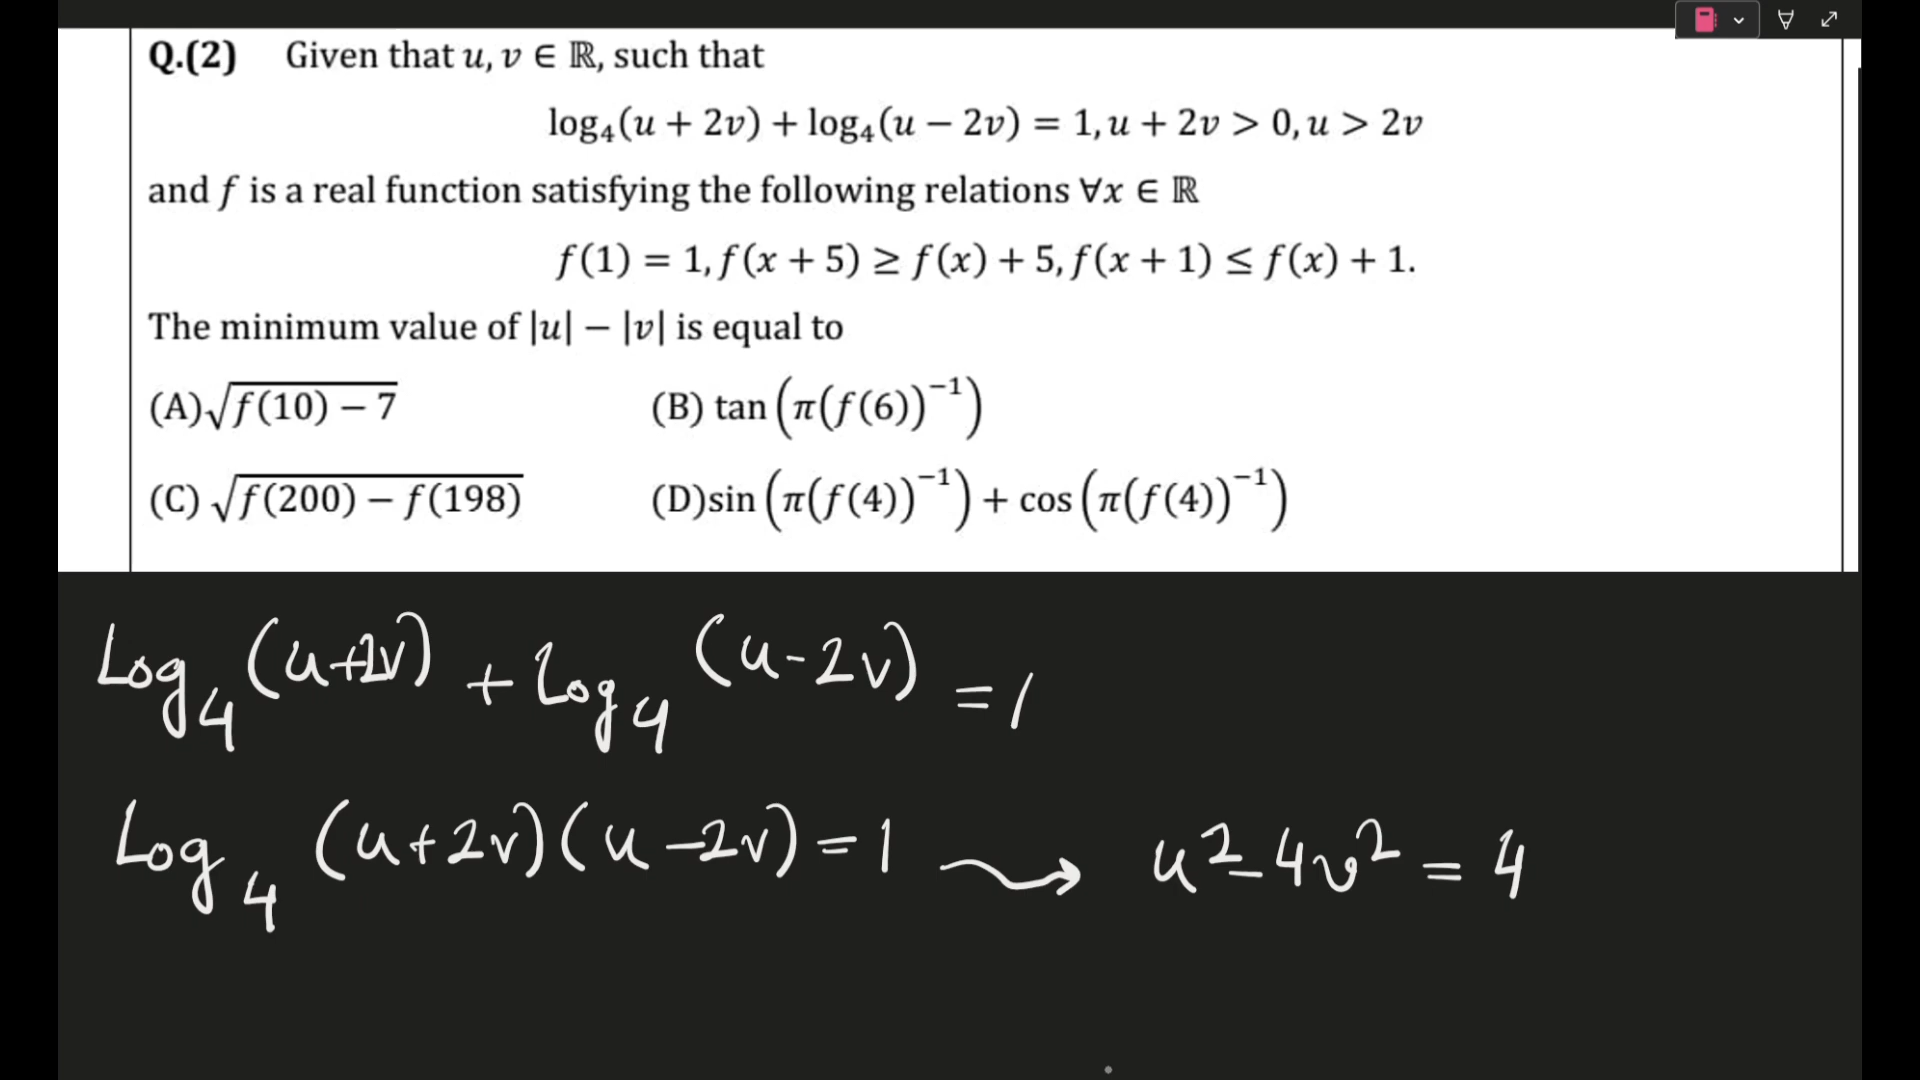 Q.(2) Given that u, v ∈ ℝ, such that
log₄(u + 2v) + log₄(u − 2v) = 1, u + 2v > 0, u > 2v
and f is a real function satisfying the following relations ∀x ∈ ℝ
f(1) = 1, f(x + 5) ≥ f(x) + 5, f(x + 1) ≤ f(x) + 1.
The minimum value of |u| − |v| is equal to
(A)√(f(10) − 7) (B) tan (π(f(6))⁻¹)
(C) √(f(200) − f(198)) (D)sin (π(f(4))⁻¹) + cos (π(f(4))⁻¹)
Log₄ (u+2v) + Log₄ (u-2v) = 1
Log₄ (u+2v)(u-2v) = 1 ⇝ u² - 4v² = 4